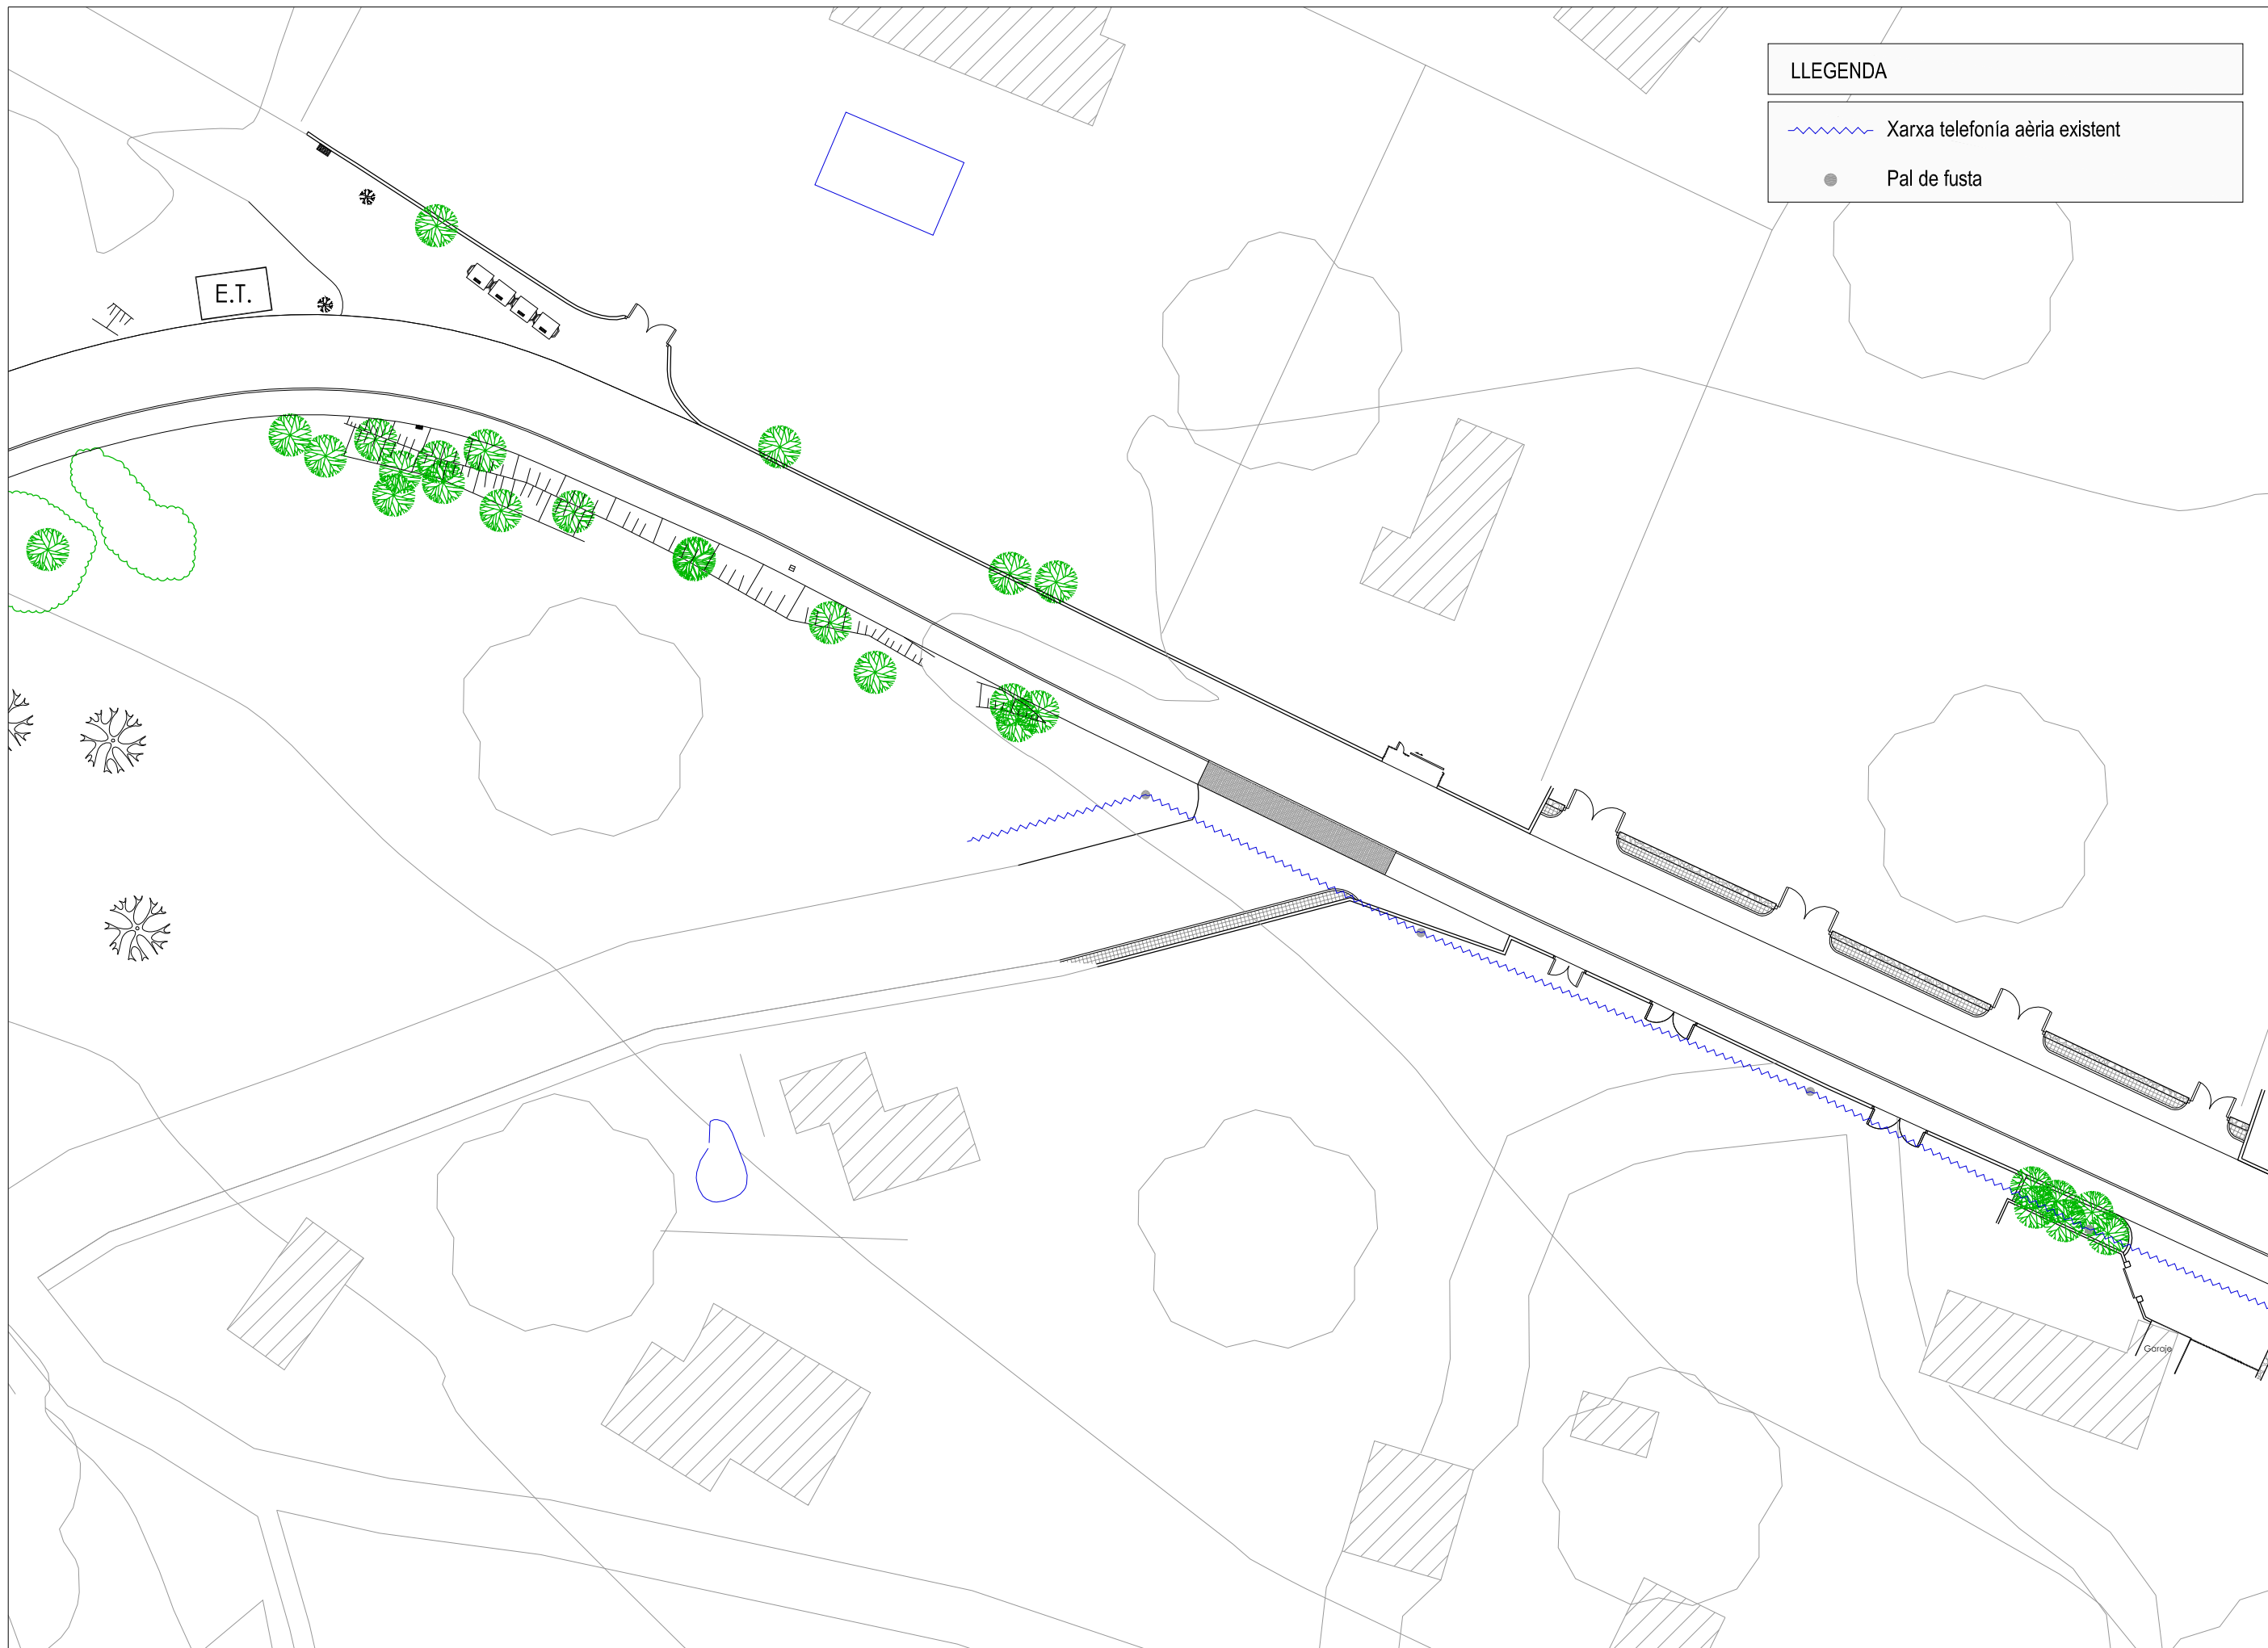 LLEGENDA
Xarxa telefonía aèria existent
Pal de fusta
E.T.
Garaje